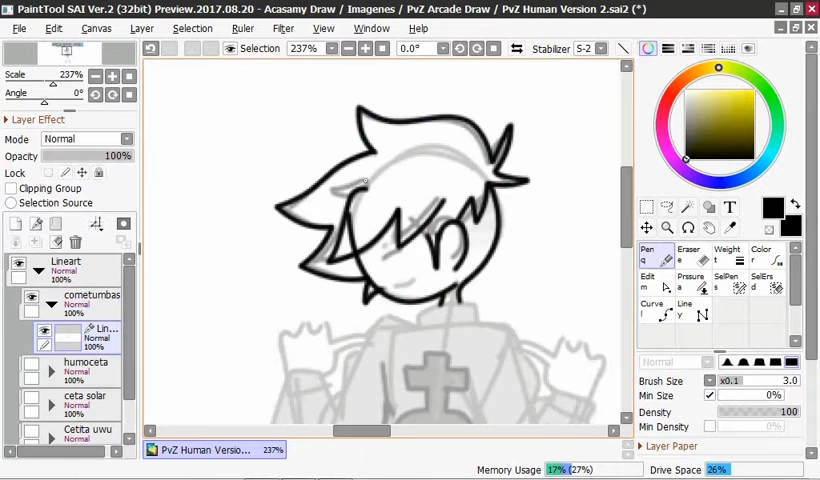 PaintTool SAI Ver.2 (32bit) Preview.2017.08.20 - Acasamy Draw / Imagenes / PvZ Arcade Draw / PvZ Human Version 2.sai2 (*)
File Canvas Layer Selection Ruler Filter View Window Help
Scale 237%
Angle 0°
Selection 237% 0.0° Stabilizer S-2
Layer Effect
Mode Normal
Opacity 100%
Lock
Clipping Group
Selection Source
Lineart
Normal
cometumbas
Normal
100%
Lin...
Normal
100%
humoceta
Normal
100%
ceta solar
Normal
100%
Cetita uwu
Normal
T
Pen q
Eraser e
Weight t
Color r
Edit m
Prssure a
SelPen s
SelErs d
Curve l
Line y
Normal
Brush Size x0.1 3.0
Min Size 0%
Density 100
Min Density
Layer Paper
PvZ Human Versio... 237%
Memory Usage 17% (27%) Drive Space 26%